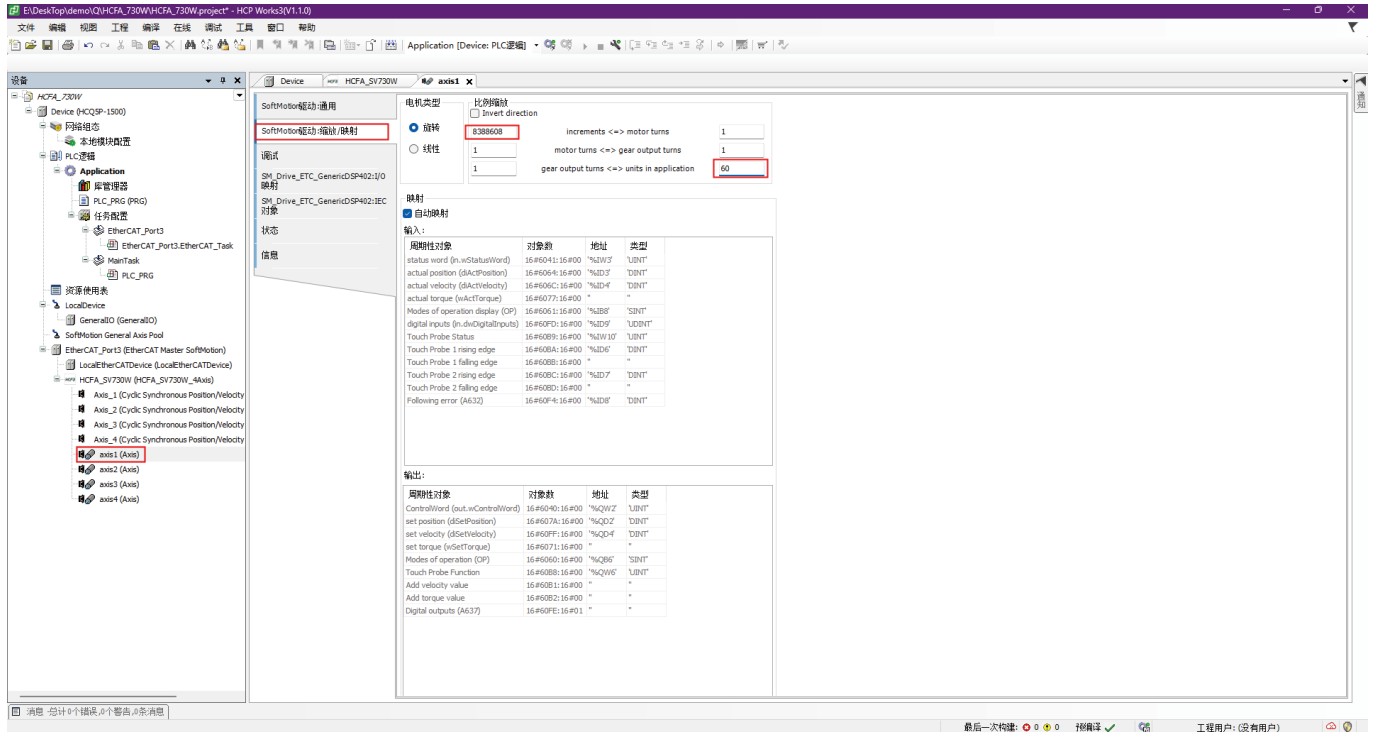 E:\DeskTop\demo\Q\HCFA_730W\HCFA_730W.project* - HCP Works3(V1.1.0)
文件 编辑 视图 工程 编译 在线 调试 工具 窗口 帮助
Application [Device: PLC逻辑]
设备
HCFA_730W
Device (HCQ5P-1500)
网络组态
本地模块配置
PLC逻辑
Application
库管理器
PLC_PRG (PRG)
任务配置
EtherCAT_Port3
EtherCAT_Port3.EtherCAT_Task
MainTask
PLC_PRG
资源使用表
LocalDevice
GeneralIO (GeneralIO)
SoftMotion General Axis Pool
EtherCAT_Port3 (EtherCAT Master SoftMotion)
LocalEtherCATDevice (LocalEtherCATDevice)
HCFA_SV730W (HCFA_SV730W_4Axis)
Axis_1 (Cyclic Synchronous Position/Velocity
Axis_2 (Cyclic Synchronous Position/Velocity
Axis_3 (Cyclic Synchronous Position/Velocity
Axis_4 (Cyclic Synchronous Position/Velocity
axis1 (Axis)
axis2 (Axis)
axis3 (Axis)
axis4 (Axis)
Device HCFA_SV730W axis1
SoftMotion驱动:通用
SoftMotion驱动:缩放/映射
调试
SM_Drive_ETC_GenericDSP402:I/O
映射
SM_Drive_ETC_GenericDSP402:IEC
对象
状态
信息
电机类型
旋转
线性
比例缩放
Invert direction
8388608 increments <=> motor turns 1
1 motor turns <=> gear output turns 1
1 gear output turns <=> units in application 60
映射
自动映射
输入:
周期性对象 对象数 地址 类型
status word (in.wStatusWord) 16#6041:16#00 '%IW3' 'UINT'
actual position (diActPosition) 16#6064:16#00 '%ID3' 'DINT'
actual velocity (diActVelocity) 16#606C:16#00 '%ID4' 'DINT'
actual torque (wActTorque) 16#6077:16#00 '' ''
Modes of operation display (OP) 16#6061:16#00 '%IB8' 'SINT'
digital inputs (in.dwDigitalInputs) 16#60FD:16#00 '%ID9' 'UDINT'
Touch Probe Status 16#60B9:16#00 '%IW10' 'UINT'
Touch Probe 1 rising edge 16#60BA:16#00 '%ID6' 'DINT'
Touch Probe 1 falling edge 16#60BB:16#00 '' ''
Touch Probe 2 rising edge 16#60BC:16#00 '%ID7' 'DINT'
Touch Probe 2 falling edge 16#60BD:16#00 '' ''
Following error (A632) 16#60F4:16#00 '%ID8' 'DINT'
输出:
周期性对象 对象数 地址 类型
ControlWord (out.wControlWord) 16#6040:16#00 '%QW2' 'UINT'
set position (diSetPosition) 16#607A:16#00 '%QD2' 'DINT'
set velocity (diSetVelocity) 16#60FF:16#00 '%QD4' 'DINT'
set torque (wSetTorque) 16#6071:16#00 '' ''
Modes of operation (OP) 16#6060:16#00 '%QB6' 'SINT'
Touch Probe Function 16#60B8:16#00 '%QW6' 'UINT'
Add velocity value 16#60B1:16#00 '' ''
Add torque value 16#60B2:16#00 '' ''
Digital outputs (A637) 16#60FE:16#01 '' ''
通知
消息 -总计0个错误,0个警告,0条消息
最后一次构建: 0 0 预编译 工程用户: (没有用户)